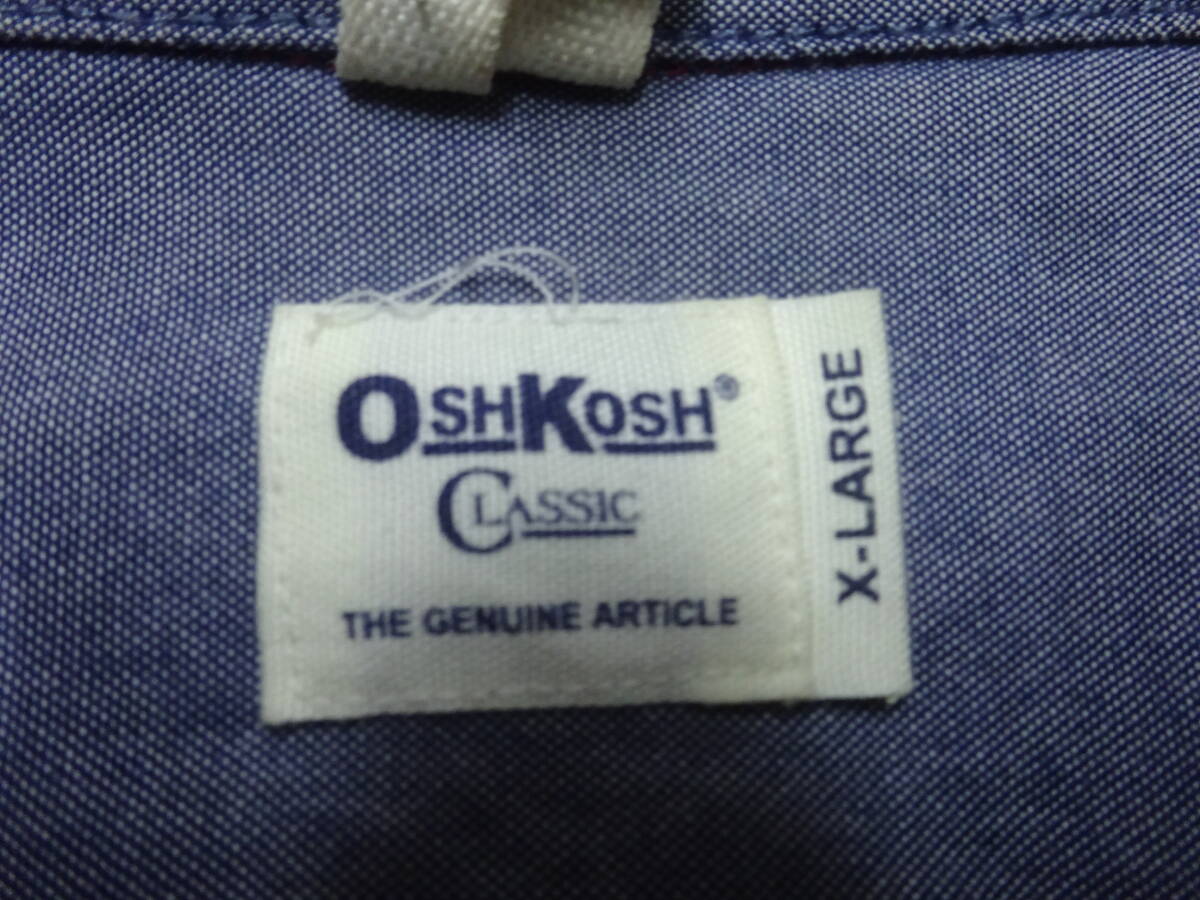 OSHKOSH®
CLASSIC
THE GENUINE ARTICLE
X-LARGE